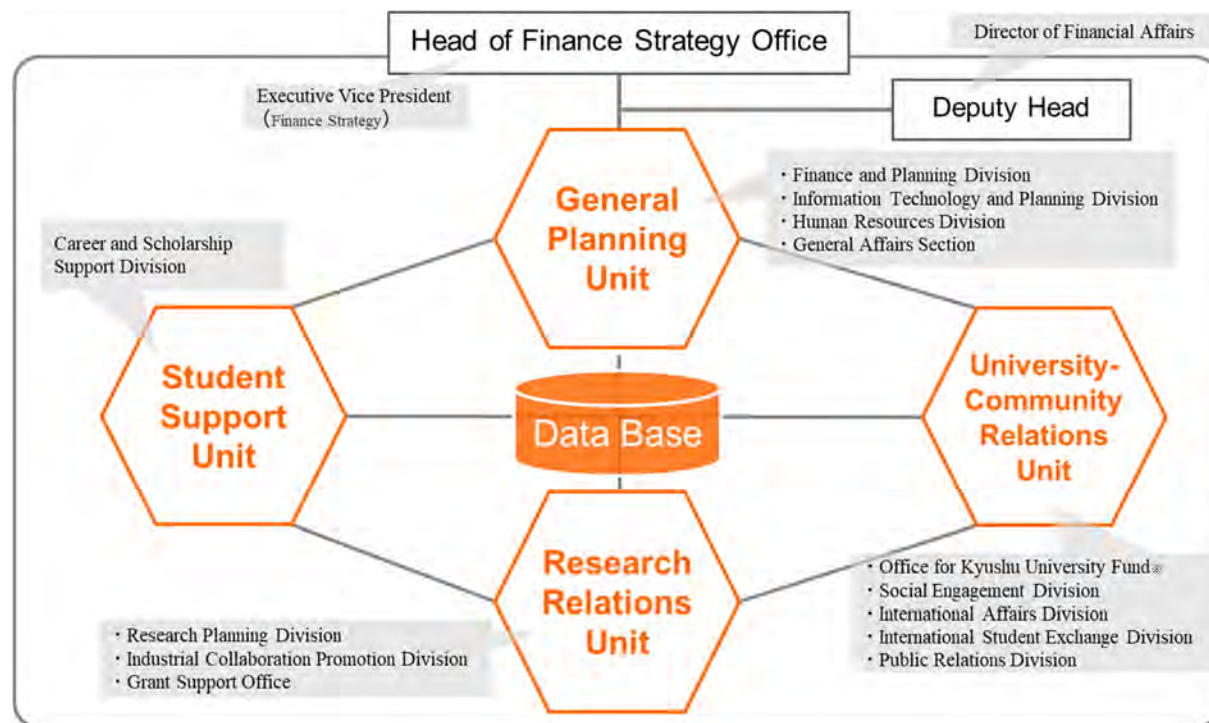 Head of Finance Strategy Office
Director of Financial Affairs
Executive Vice President
（Finance Strategy）
Deputy Head
General
Planning
Unit
・Finance and Planning Division
・Information Technology and Planning Division
・Human Resources Division
・General Affairs Section
Career and Scholarship
Support Division
Student
Support
Unit
Data Base
University-
Community
Relations
Unit
Research
Relations
Unit
・Office for Kyushu University Fund※
・Social Engagement Division
・International Affairs Division
・International Student Exchange Division
・Public Relations Division
・Research Planning Division
・Industrial Collaboration Promotion Division
・Grant Support Office